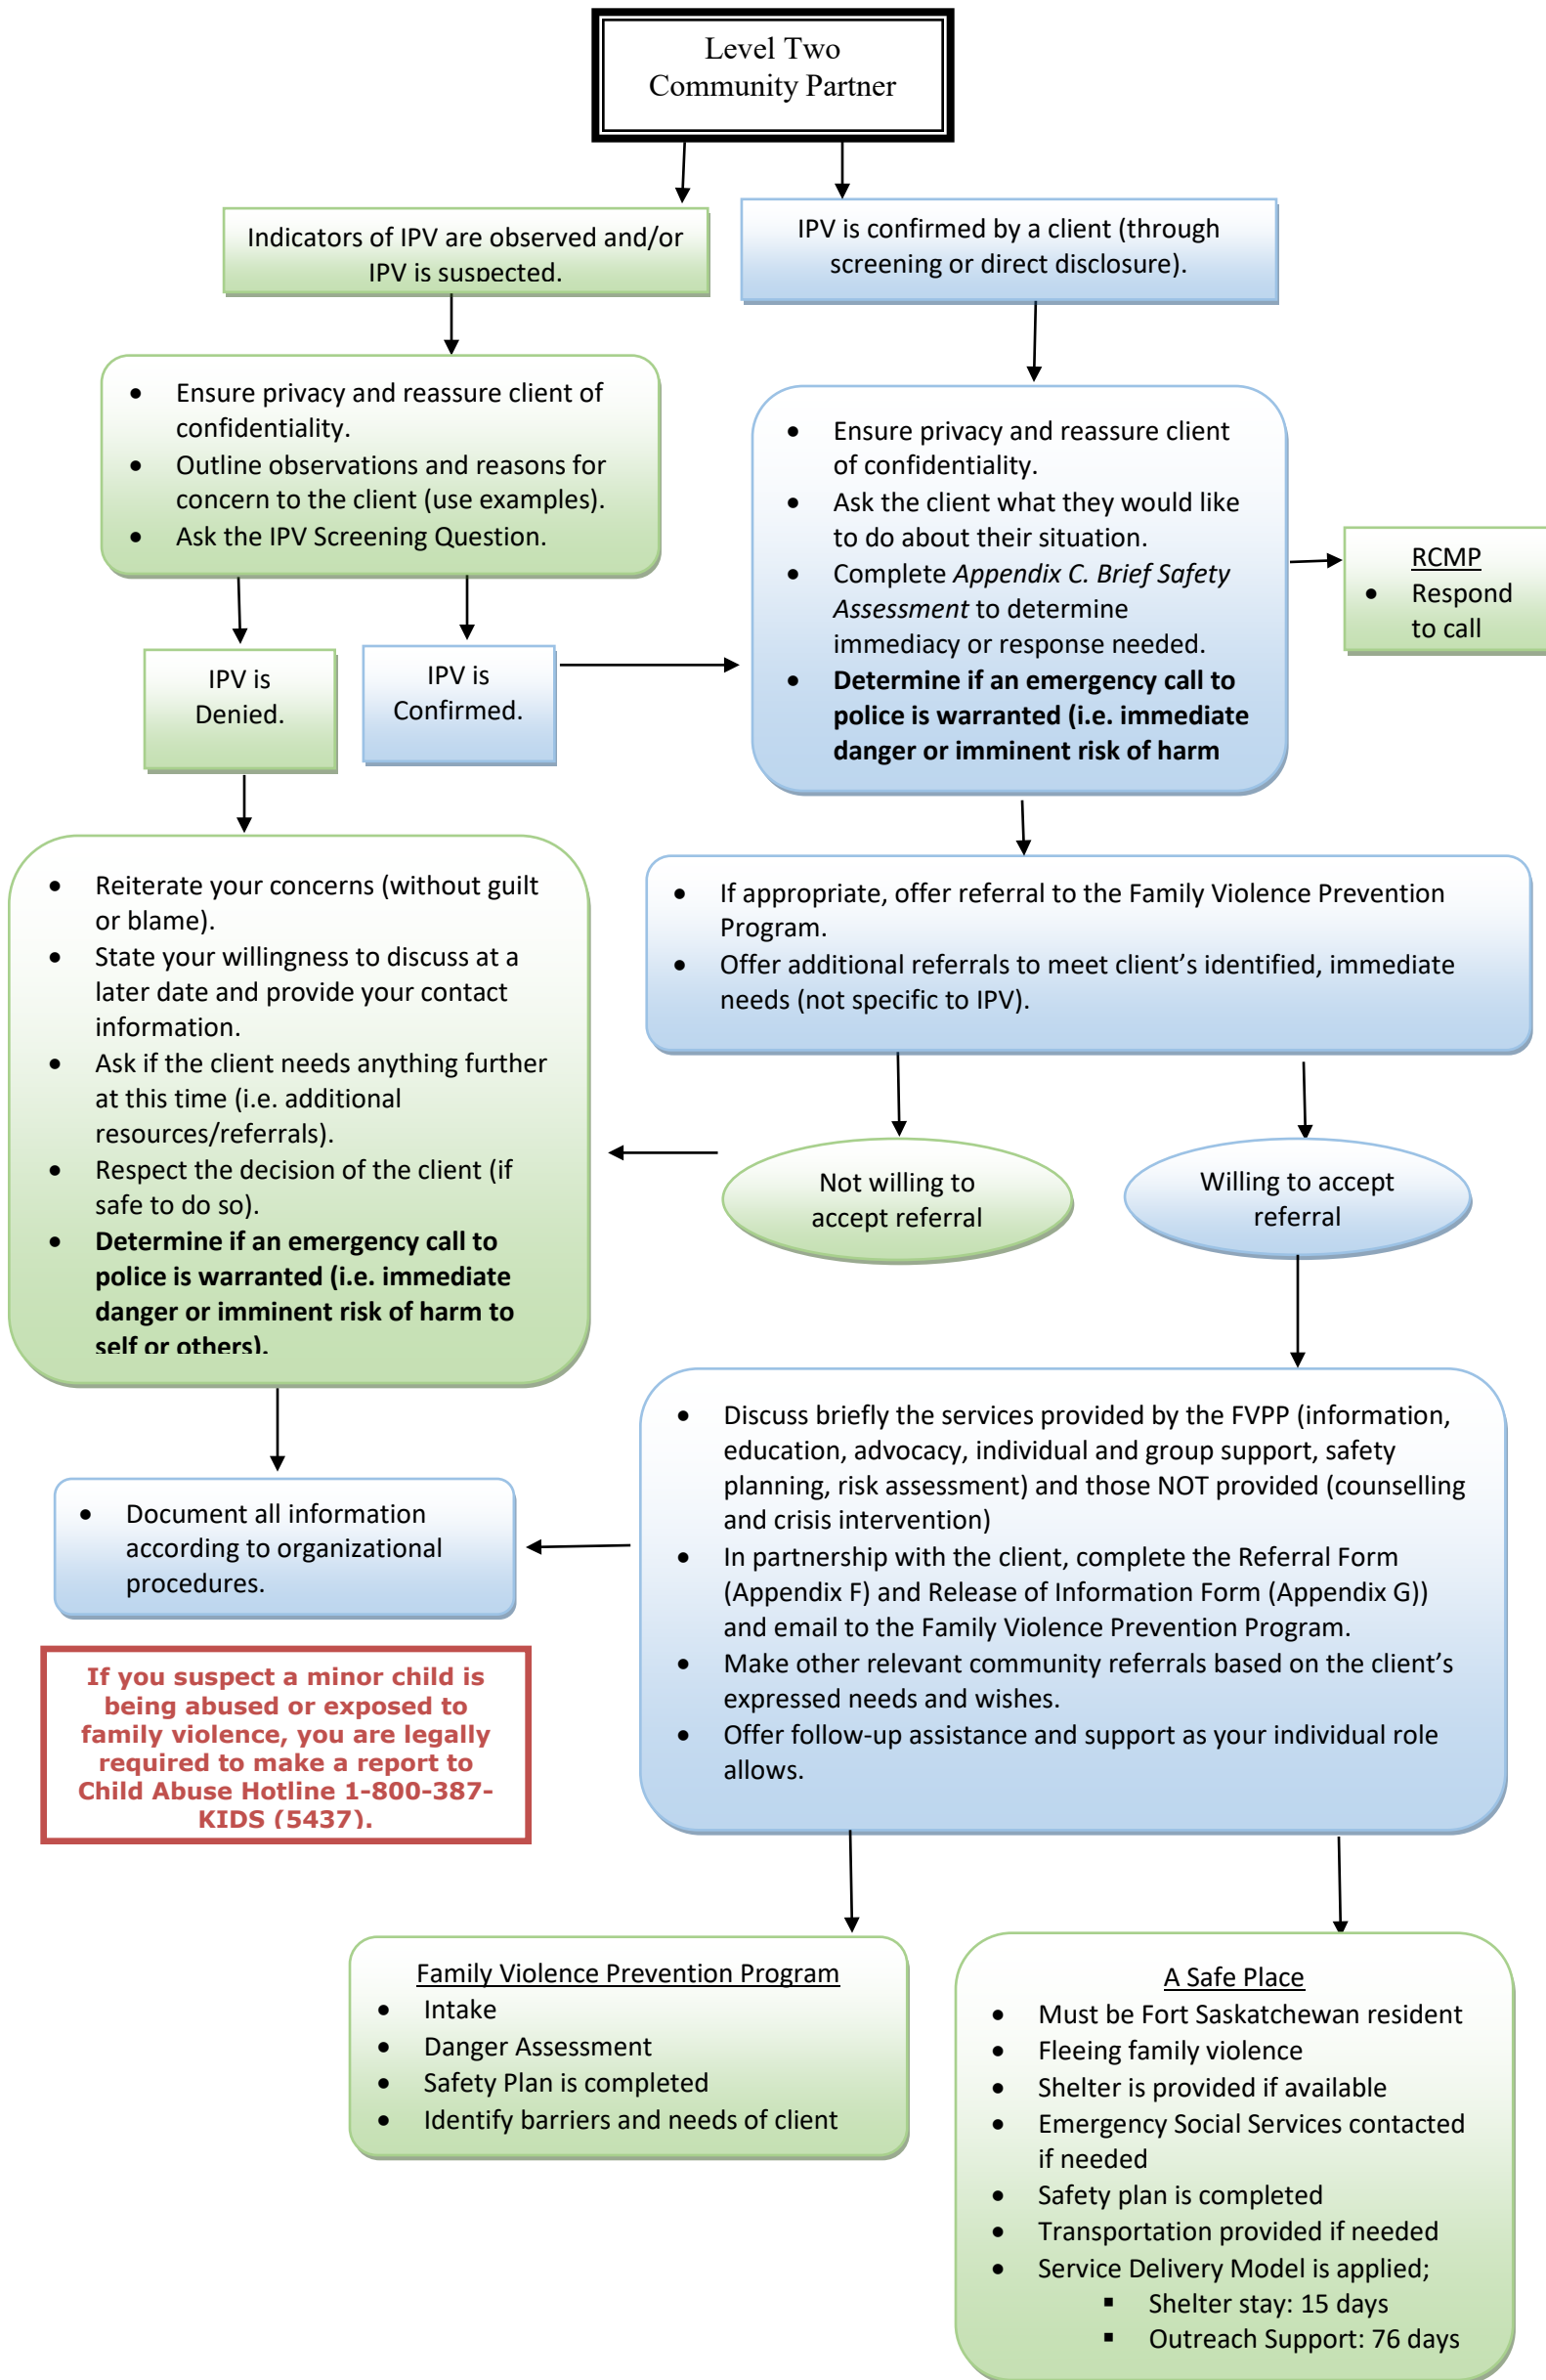 Level Two
Community Partner
Indicators of IPV are observed and/or
IPV is suspected.
IPV is confirmed by a client (through
screening or direct disclosure).
• Ensure privacy and reassure client of
confidentiality.
• Outline observations and reasons for
concern to the client (use examples).
• Ask the IPV Screening Question.
• Ensure privacy and reassure client
of confidentiality.
• Ask the client what they would like
to do about their situation.
• Complete Appendix C. Brief Safety
Assessment to determine
immediacy or response needed.
• Determine if an emergency call to
police is warranted (i.e. immediate
danger or imminent risk of harm
RCMP
• Respond
to call
IPV is
Denied.
IPV is
Confirmed.
• Reiterate your concerns (without guilt
or blame).
• State your willingness to discuss at a
later date and provide your contact
information.
• Ask if the client needs anything further
at this time (i.e. additional
resources/referrals).
• Respect the decision of the client (if
safe to do so).
• Determine if an emergency call to
police is warranted (i.e. immediate
danger or imminent risk of harm to
self or others).
• If appropriate, offer referral to the Family Violence Prevention
Program.
• Offer additional referrals to meet client's identified, immediate
needs (not specific to IPV).
Not willing to
accept referral
Willing to accept
referral
• Discuss briefly the services provided by the FVPP (information,
education, advocacy, individual and group support, safety
planning, risk assessment) and those NOT provided (counselling
and crisis intervention)
• In partnership with the client, complete the Referral Form
(Appendix F) and Release of Information Form (Appendix G))
and email to the Family Violence Prevention Program.
• Make other relevant community referrals based on the client's
expressed needs and wishes.
• Offer follow-up assistance and support as your individual role
allows.
• Document all information
according to organizational
procedures.
If you suspect a minor child is
being abused or exposed to
family violence, you are legally
required to make a report to
Child Abuse Hotline 1-800-387-
KIDS (5437).
Family Violence Prevention Program
• Intake
• Danger Assessment
• Safety Plan is completed
• Identify barriers and needs of client
A Safe Place
• Must be Fort Saskatchewan resident
• Fleeing family violence
• Shelter is provided if available
• Emergency Social Services contacted
if needed
• Safety plan is completed
• Transportation provided if needed
• Service Delivery Model is applied;
▪ Shelter stay: 15 days
▪ Outreach Support: 76 days